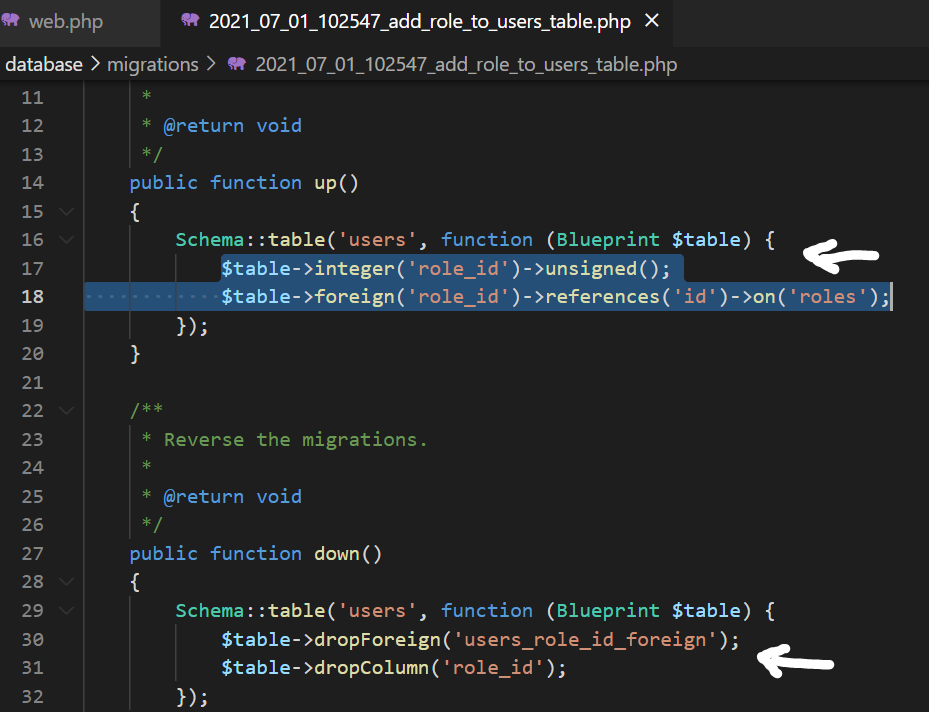 web.php
2021_07_01_102547_add_role_to_users_table.php
database > migrations > 2021_07_01_102547_add_role_to_users_table.php
11 *
12 * @return void
13 */
14 public function up()
15 {
16 Schema::table('users', function (Blueprint $table) {
17 $table->integer('role_id')->unsigned();
18 $table->foreign('role_id')->references('id')->on('roles');
19 });
20 }
21
22 /**
23 * Reverse the migrations.
24 *
25 * @return void
26 */
27 public function down()
28 {
29 Schema::table('users', function (Blueprint $table) {
30 $table->dropForeign('users_role_id_foreign');
31 $table->dropColumn('role_id');
32 });